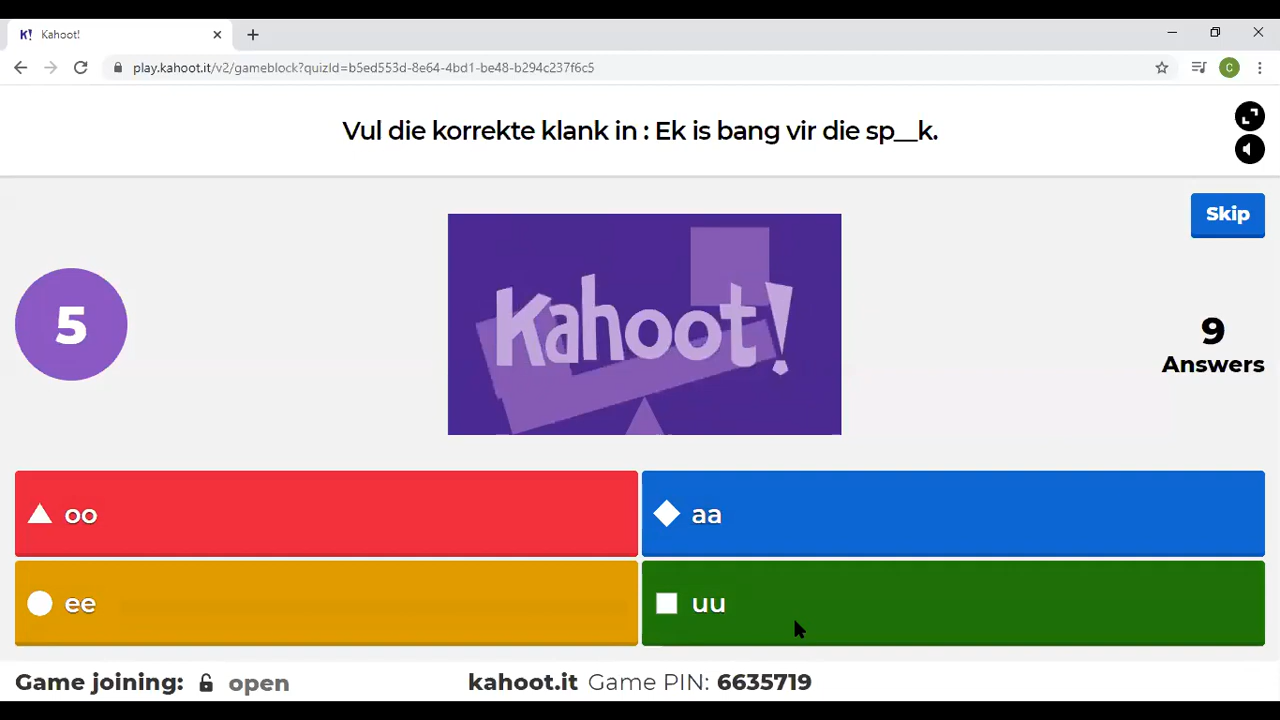 K! Kahoot!
play.kahoot.it/v2/gameblock?quizId=b5ed553d-8e64-4bd1-be48-b294c237f6c5
C
Vul die korrekte klank in : Ek is bang vir die sp__k.
Skip
5
Kahoot!
9
Answers
oo
aa
ee
uu
Game joining: open
kahoot.it Game PIN: 6635719